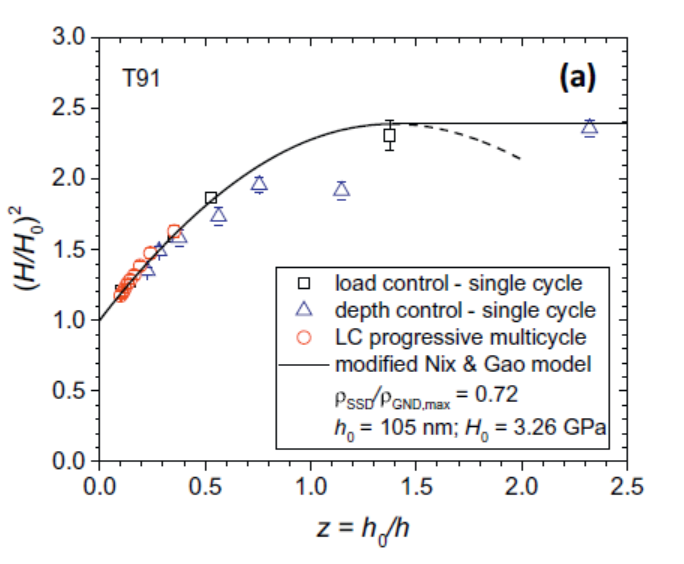 3.0
2.5
2.0
1.5
1.0
0.5
0.0
(H/H₀)²
T91
(a)
load control - single cycle
depth control - single cycle
LC progressive multicycle
modified Nix & Gao model
ρSSD/ρGND,max = 0.72
h₀ = 105 nm; H₀ = 3.26 GPa
0.0 0.5 1.0 1.5 2.0 2.5
z = h₀/h